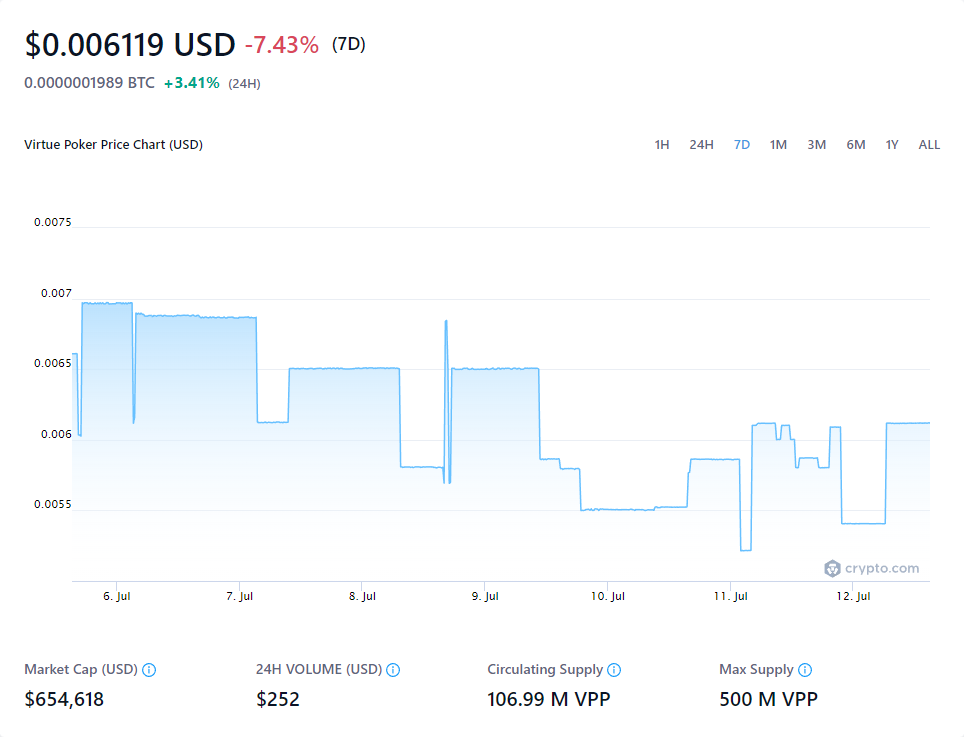 $0.006119 USD -7.43% (7D)
0.0000001989 BTC +3.41% (24H)
Virtue Poker Price Chart (USD) 1H 24H 7D 1M 3M 6M 1Y ALL
0.0075
0.007
0.0065
0.006
0.0055
crypto.com
6. Jul 7. Jul 8. Jul 9. Jul 10. Jul 11. Jul 12. Jul
Market Cap (USD) 24H VOLUME (USD) Circulating Supply Max Supply
$654,618 $252 106.99 M VPP 500 M VPP